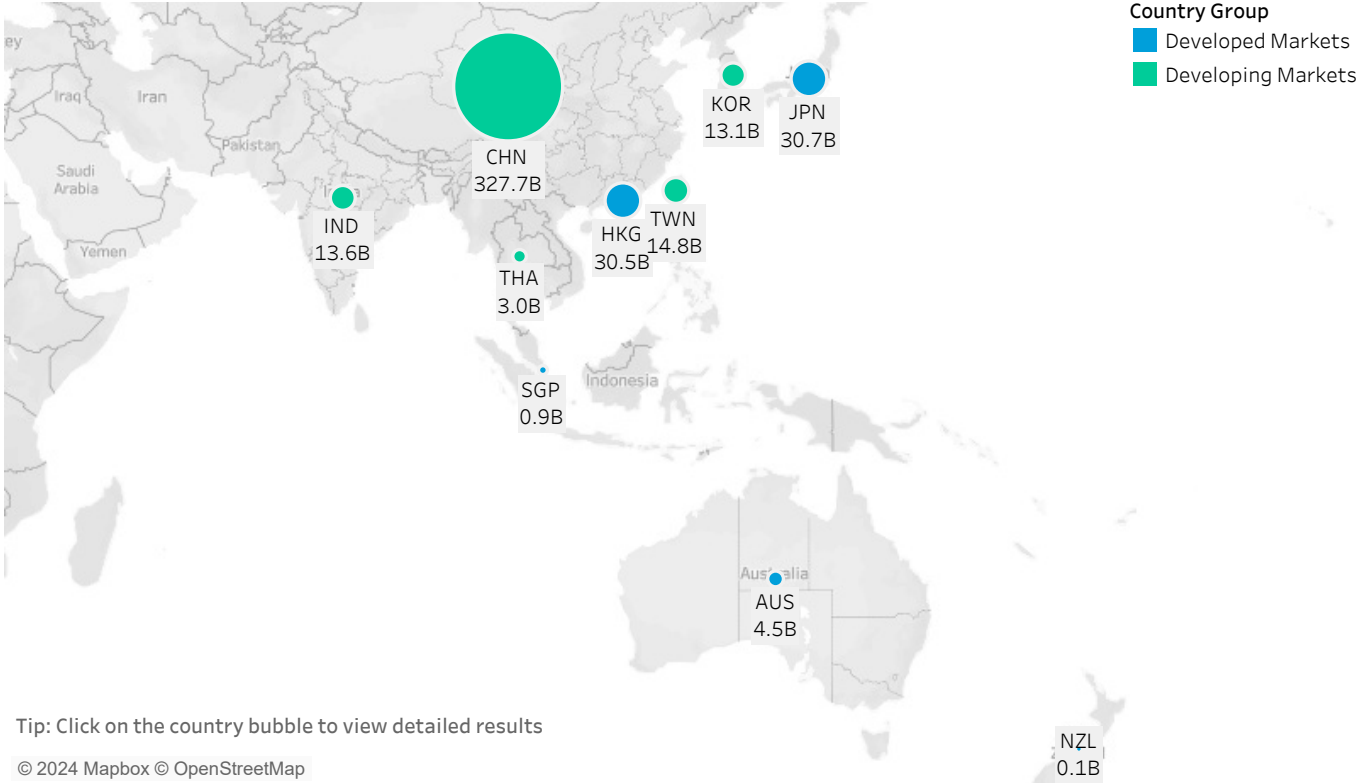 Country Group
Developed Markets
Developing Markets
Iraq
Iran
Pakistan
Saudi
Arabia
Yemen
CHN
327.7B
KOR
13.1B
JPN
30.7B
IND
13.6B
HKG
30.5B
TWN
14.8B
THA
3.0B
SGP
0.9B
Indonesia
Australia
AUS
4.5B
NZL
0.1B
Tip: Click on the country bubble to view detailed results
© 2024 Mapbox © OpenStreetMap